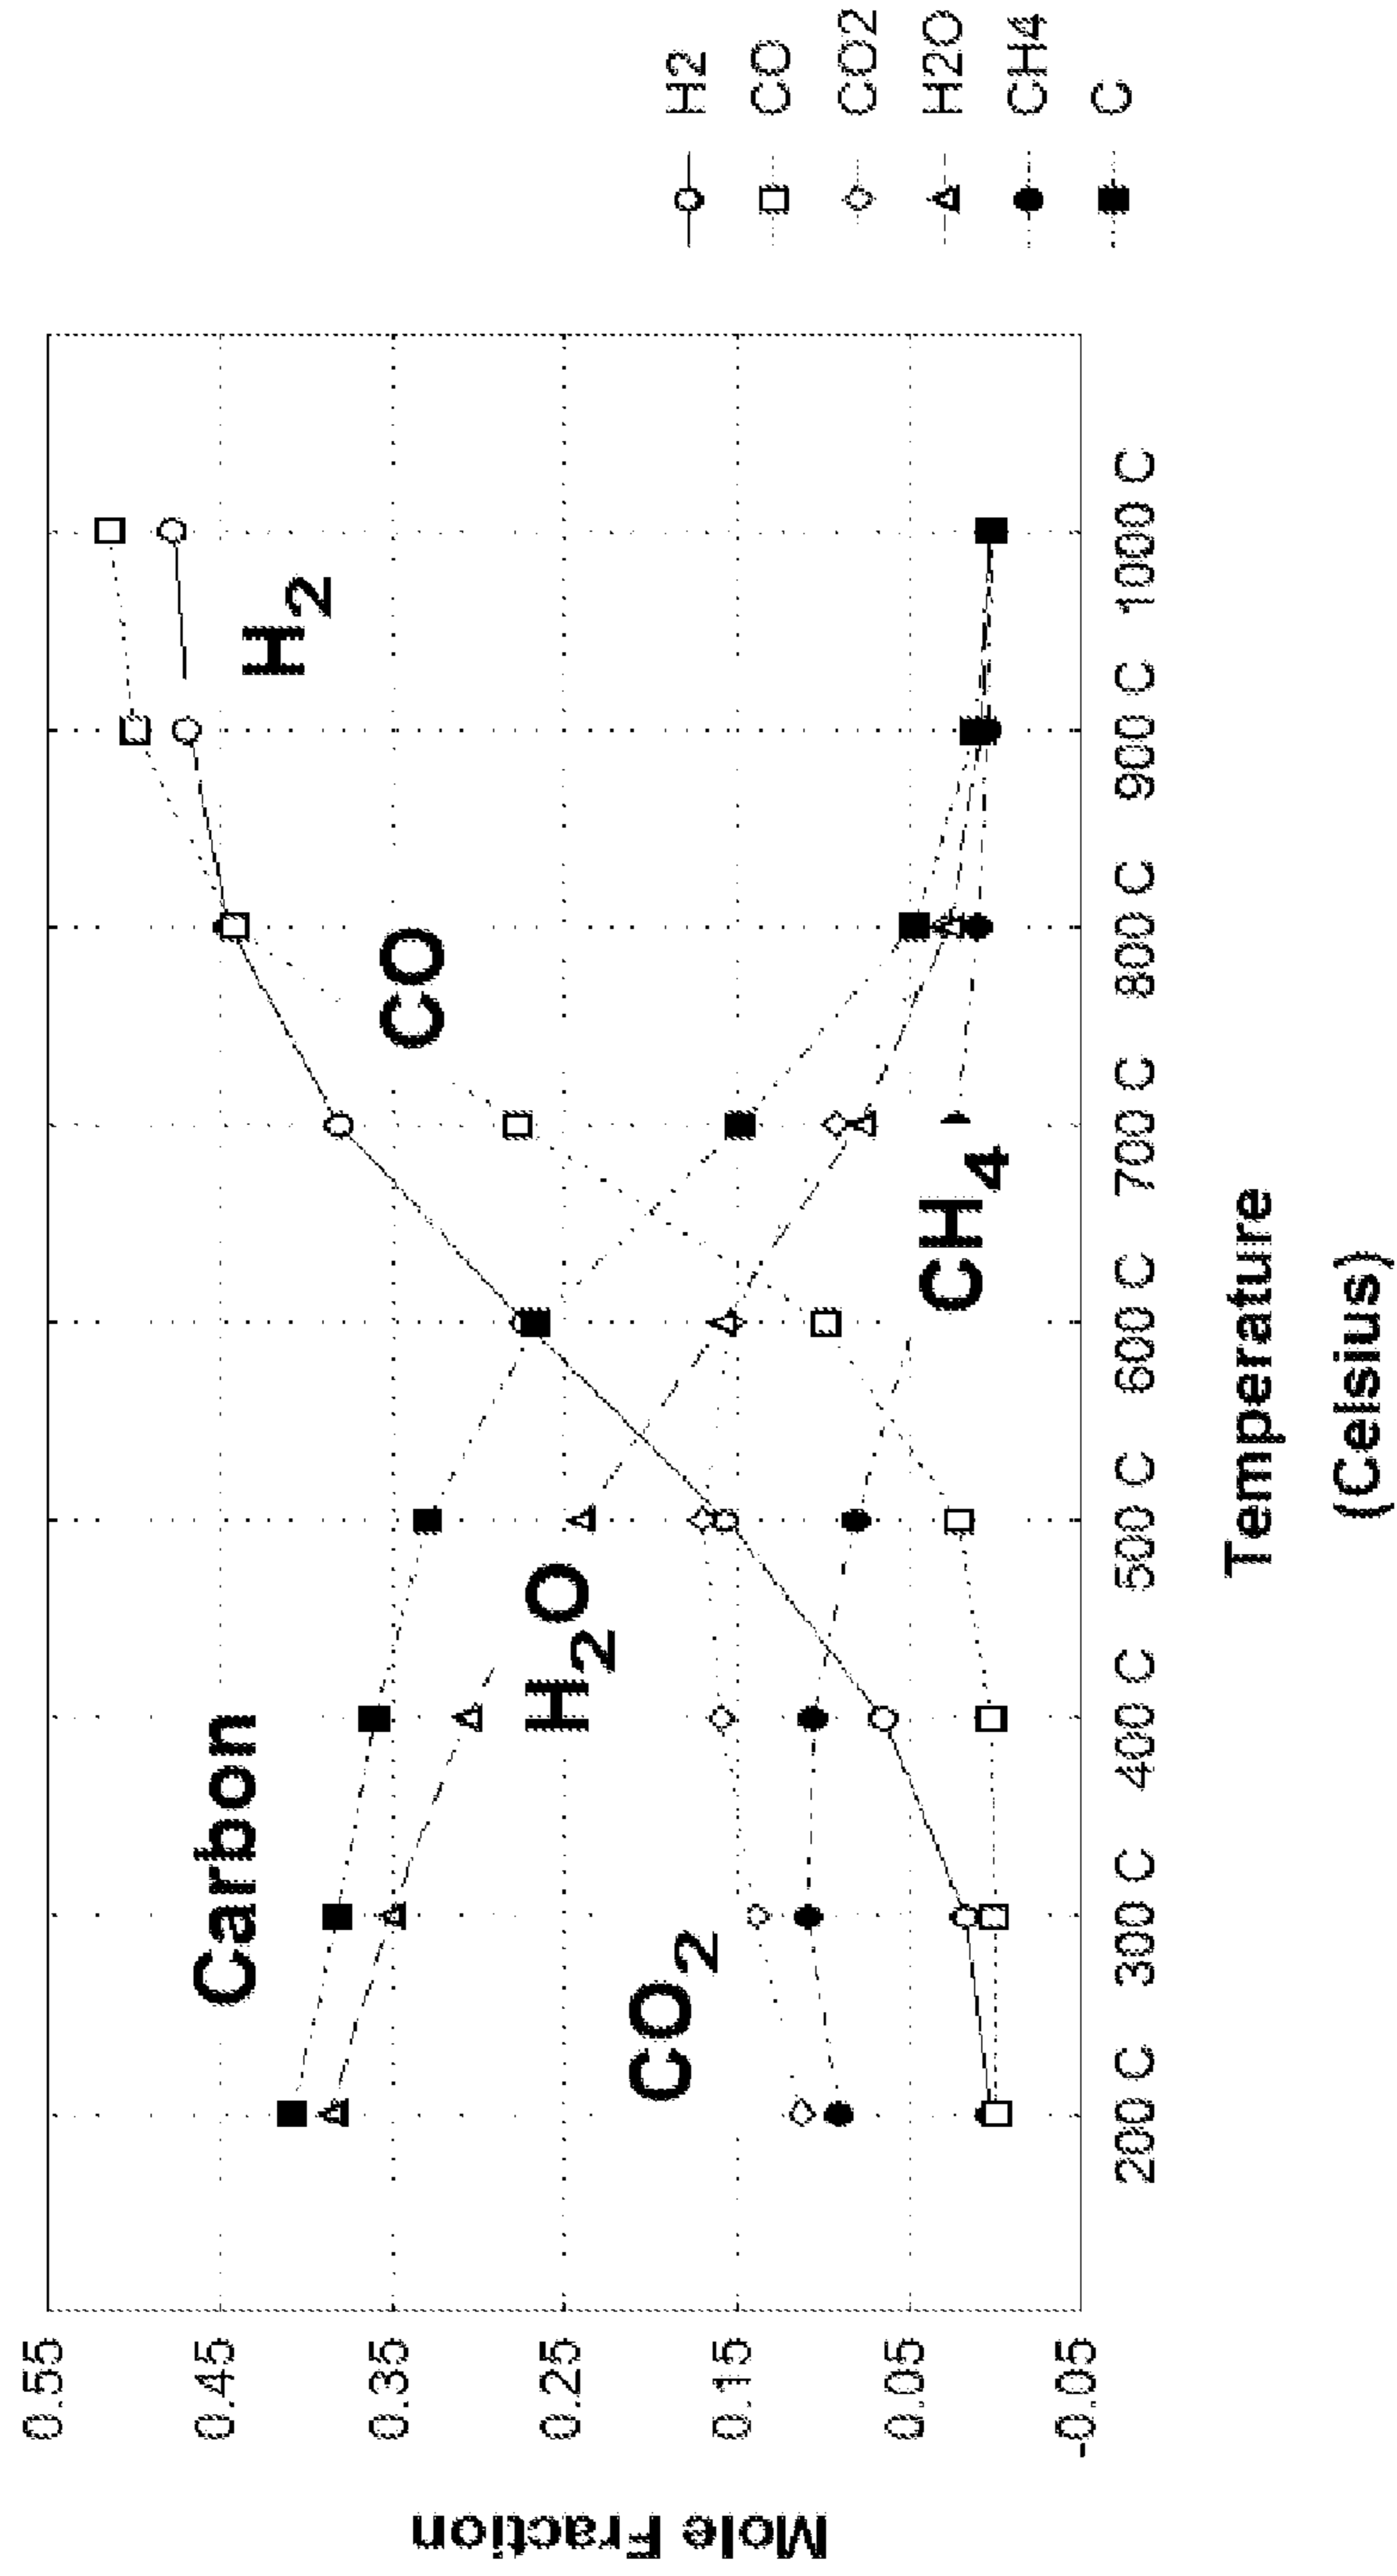 Mole Fraction
0.55
0.45
0.35
0.25
0.15
0.05
-0.05
Carbon
H2O
CO2
CH4
CO
H2
200 C 300 C 400 C 500 C 600 C 700 C 800 C 900 C 1000 C
Temperature
(Celsius)
H2
CO
CO2
H2O
CH4
C